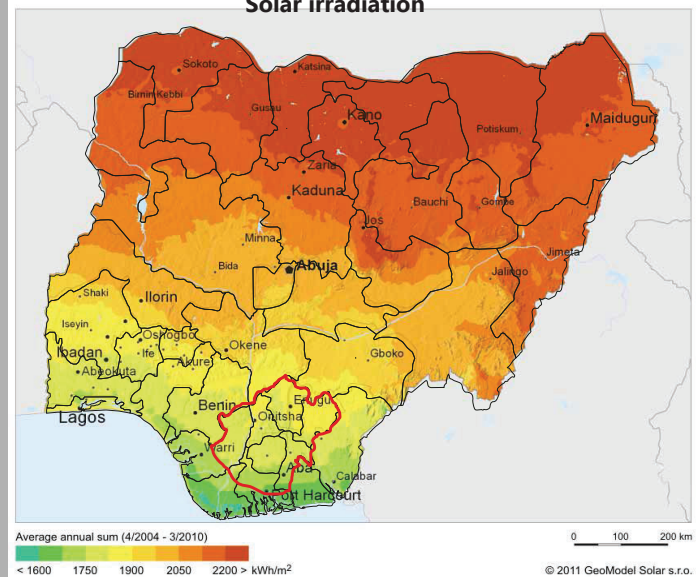 Solar Irradiation
Sokoto
Katsina
Birnin Kebbi
Gussau
Kano
Potiskum
Maiduguri
Zaria
Kaduna
Bauchi
Gombe
Jos
Minna
Bida
Abuja
Jimeta
Jalingo
Shaki
Ilorin
Iseyin
Oshogbo
Ibadan
Ife
Akure
Okene
Gboko
Abeokuta
Lagos
Benin
Onitsha
Enugu
Warri
Aba
Calabar
Port Harcourt
Average annual sum (4/2004 - 3/2010)
< 1600 1750 1900 2050 2200 > kWh/m²
0 100 200 km
© 2011 GeoModel Solar s.r.o.